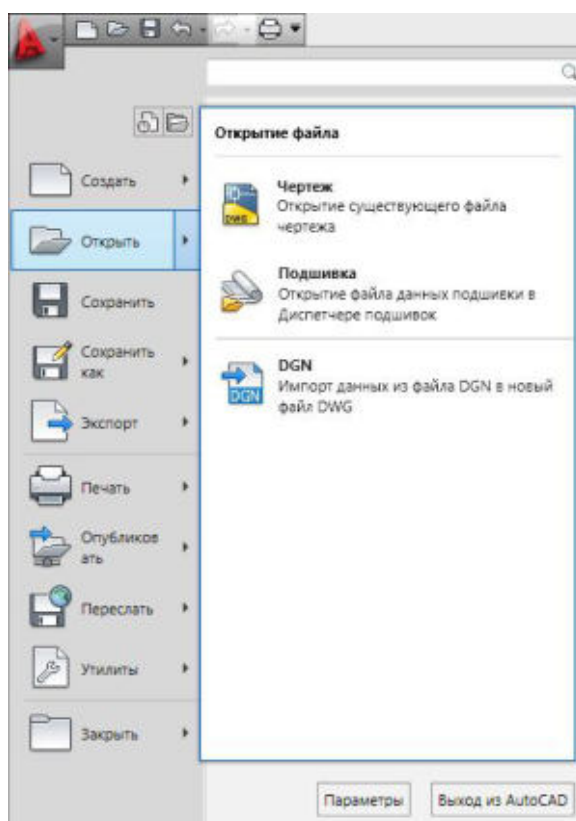 Открытие файла
Создать
Чертеж
Открытие существующего файла
чертежа
DWG
Открыть
Подшивка
Открытие файла данных подшивки в
Диспетчере подшивок
Сохранить
Сохранить
как
DGN
Импорт данных из файла DGN в новый
файл DWG
DGN
Экспорт
Печать
Опубликов
ать
Переслать
Утилиты
Закрыть
Параметры
Выход из AutoCAD